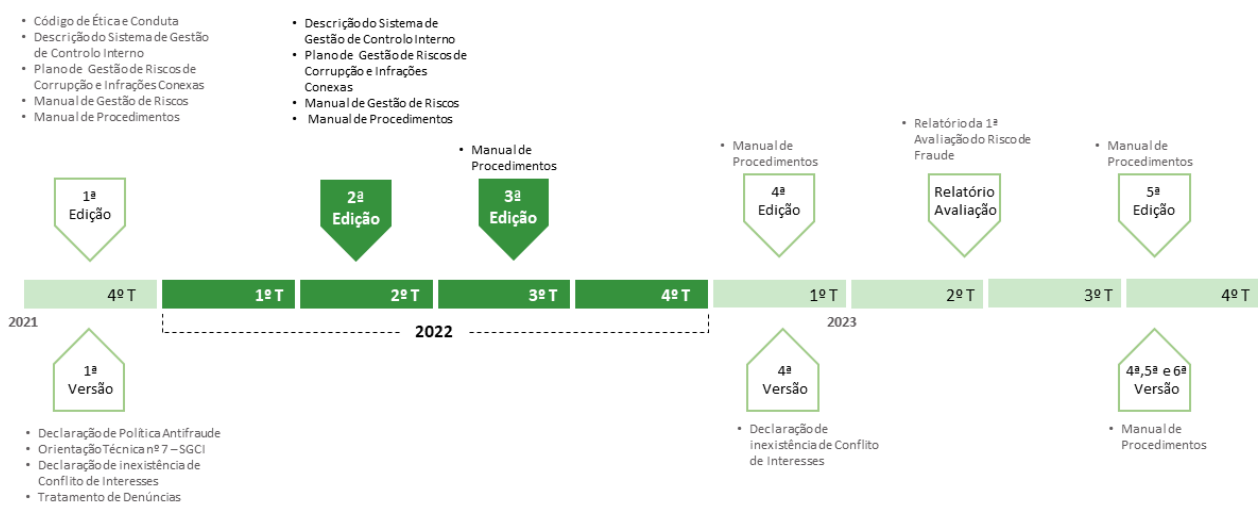 • Código de Ética e Conduta
• Descrição do Sistema de Gestão
de Controlo Interno
• Plano de Gestão de Riscos de
Corrupção e Infrações Conexas
• Manual de Gestão de Riscos
• Manual de Procedimentos
• Descrição do Sistema de
Gestão de Controlo Interno
• Plano de Gestão de Riscos de
Corrupção e Infrações
Conexas
• Manual de Gestão de Riscos
• Manual de Procedimentos
• Manual de
Procedimentos
• Manual de
Procedimentos
• Relatório da 1ª
Avaliação do Risco de
Fraude
• Manual de
Procedimentos
1ª
Edição
2ª
Edição
3ª
Edição
4ª
Edição
Relatório
Avaliação
5ª
Edição
4º T
1º T
2º T
3º T
4º T
1º T
2º T
3º T
4º T
2021
2022
2023
1ª
Versão
4ª
Versão
4ª,5ª e 6ª
Versão
• Declaração de Política Antifraude
• Orientação Técnica nº 7 – SGCI
• Declaração de inexistência de
Conflito de Interesses
• Tratamento de Denúncias
• Declaração de
inexistência de Conflito
de Interesses
• Manual de
Procedimentos